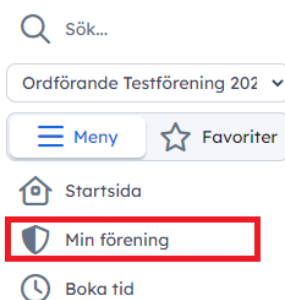 Sök...
Ordförande Testförening 202
Meny Favoriter
Startsida
Min förening
Boka tid